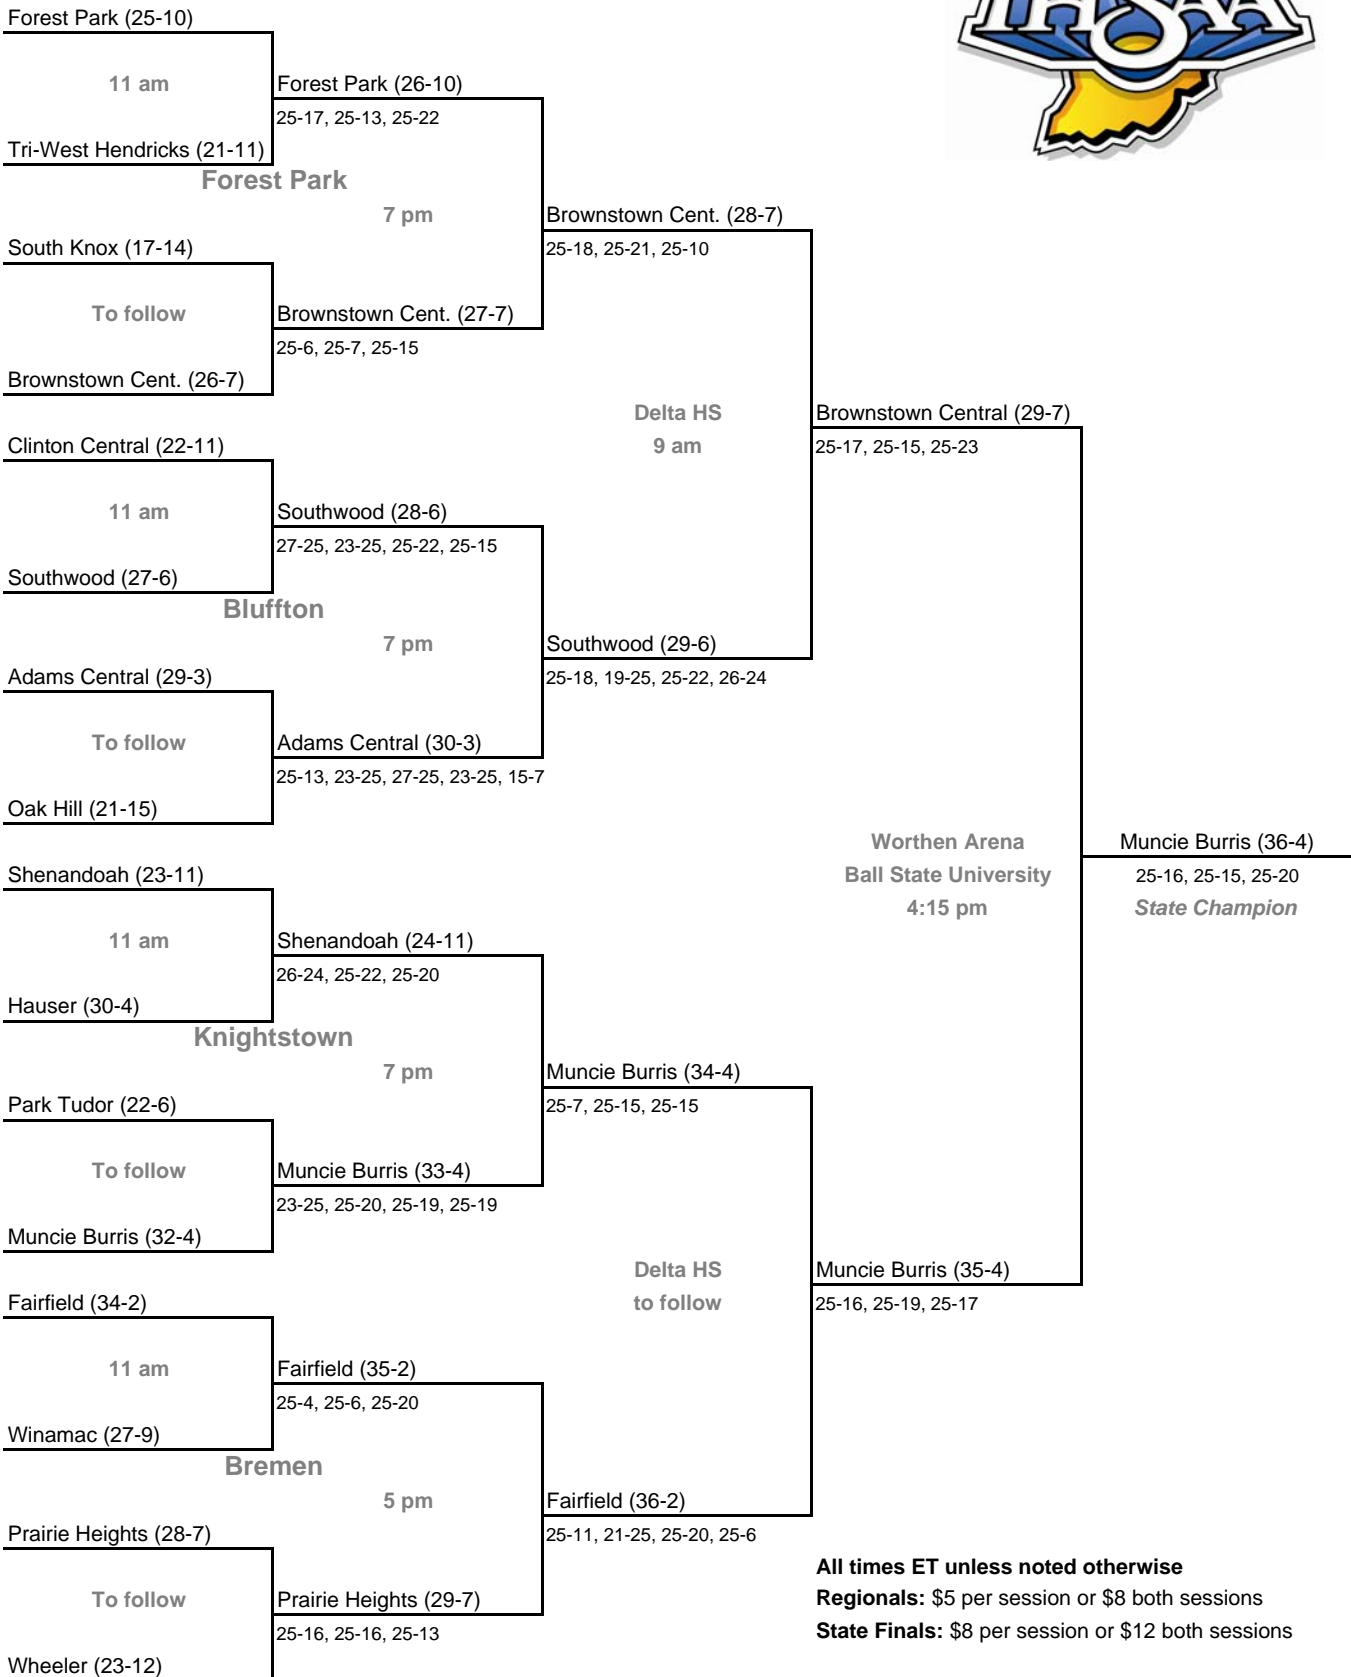 IHSAA
Forest Park (25-10)
11 am
Forest Park (26-10)
25-17, 25-13, 25-22
Tri-West Hendricks (21-11)
Forest Park
7 pm
Brownstown Cent. (28-7)
25-18, 25-21, 25-10
South Knox (17-14)
To follow
Brownstown Cent. (27-7)
25-6, 25-7, 25-15
Brownstown Cent. (26-7)
Delta HS
9 am
Brownstown Central (29-7)
25-17, 25-15, 25-23
Clinton Central (22-11)
11 am
Southwood (28-6)
27-25, 23-25, 25-22, 25-15
Southwood (27-6)
Bluffton
7 pm
Southwood (29-6)
25-18, 19-25, 25-22, 26-24
Adams Central (29-3)
To follow
Adams Central (30-3)
25-13, 23-25, 27-25, 23-25, 15-7
Oak Hill (21-15)
Worthen Arena
Ball State University
4:15 pm
Muncie Burris (36-4)
25-16, 25-15, 25-20
State Champion
Shenandoah (23-11)
11 am
Shenandoah (24-11)
26-24, 25-22, 25-20
Hauser (30-4)
Knightstown
7 pm
Muncie Burris (34-4)
25-7, 25-15, 25-15
Park Tudor (22-6)
To follow
Muncie Burris (33-4)
23-25, 25-20, 25-19, 25-19
Muncie Burris (32-4)
Delta HS
to follow
Muncie Burris (35-4)
25-16, 25-19, 25-17
Fairfield (34-2)
11 am
Fairfield (35-2)
25-4, 25-6, 25-20
Winamac (27-9)
Bremen
5 pm
Fairfield (36-2)
25-11, 21-25, 25-20, 25-6
Prairie Heights (28-7)
To follow
Prairie Heights (29-7)
25-16, 25-16, 25-13
Wheeler (23-12)
All times ET unless noted otherwise
Regionals: $5 per session or $8 both sessions
State Finals: $8 per session or $12 both sessions